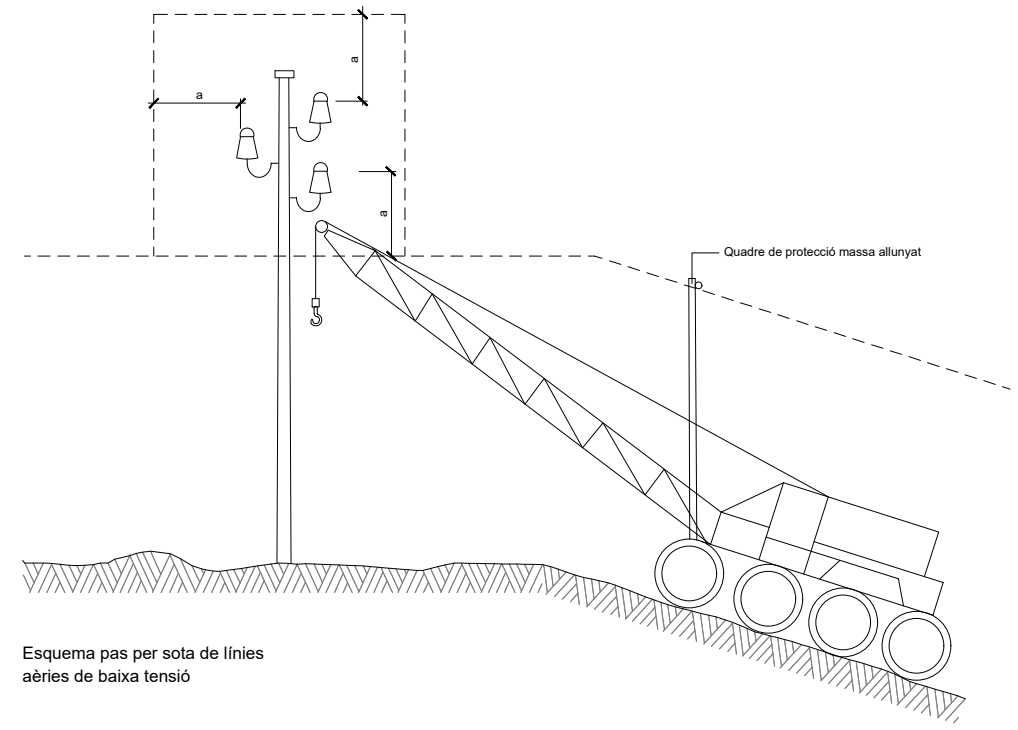 a
a
a
Quadre de protecció massa allunyat
Esquema pas per sota de línies
aèries de baixa tensió